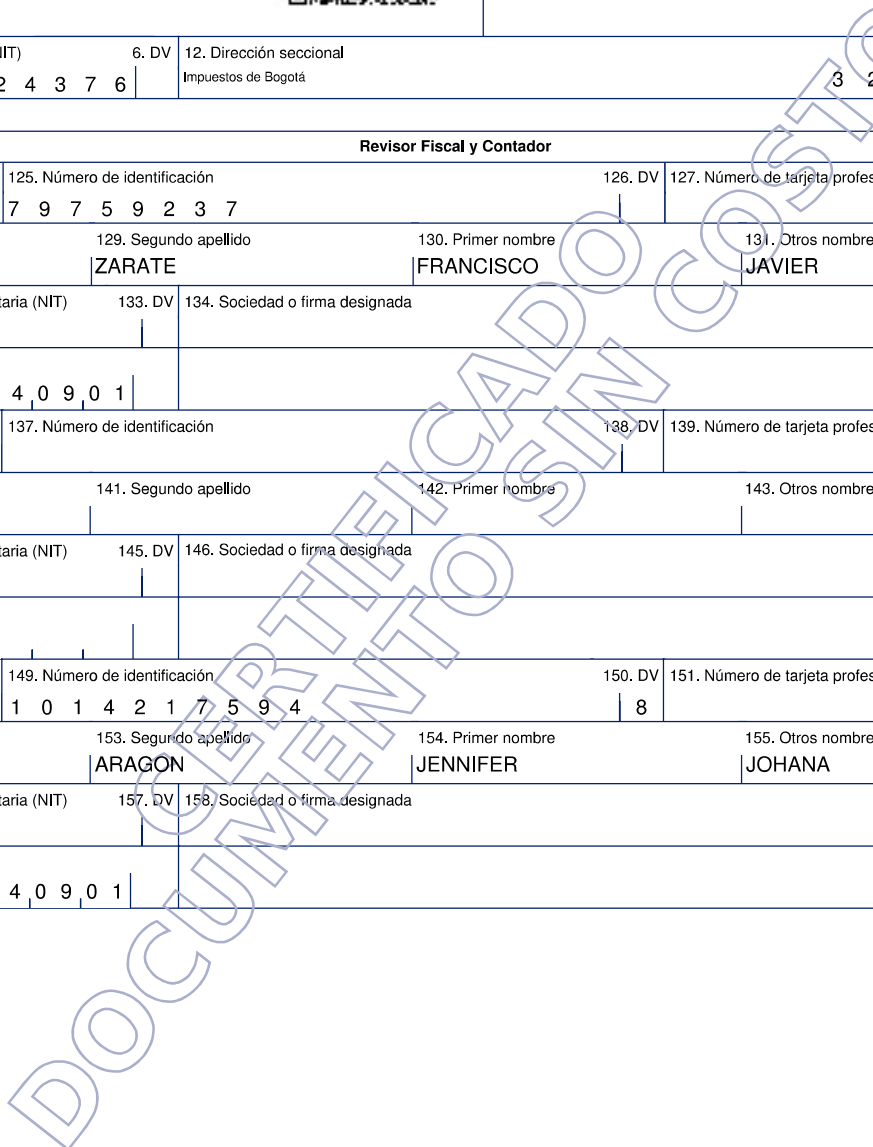 IT) 6. DV 12. Dirección seccional
2 4 3 7 6 Impuestos de Bogotá 3 2
Revisor Fiscal y Contador
125. Número de identificación 126. DV 127. Número de tarjeta profes
7 9 7 5 9 2 3 7
129. Segundo apellido 130. Primer nombre 131. Otros nombre
ZARATE FRANCISCO JAVIER
taria (NIT) 133. DV 134. Sociedad o firma designada
4 0 9 0 1
137. Número de identificación 138. DV 139. Número de tarjeta profes
141. Segundo apellido 142. Primer nombre 143. Otros nombre
taria (NIT) 145. DV 146. Sociedad o firma designada
149. Número de identificación 150. DV 151. Número de tarjeta profes
1 0 1 4 2 1 7 5 9 4 8
153. Segundo apellido 154. Primer nombre 155. Otros nombre
ARAGON JENNIFER JOHANA
taria (NIT) 157. DV 158. Sociedad o firma designada
4 0 9 0 1
CERTIFICADO
DOCUMENTO SIN COSTO